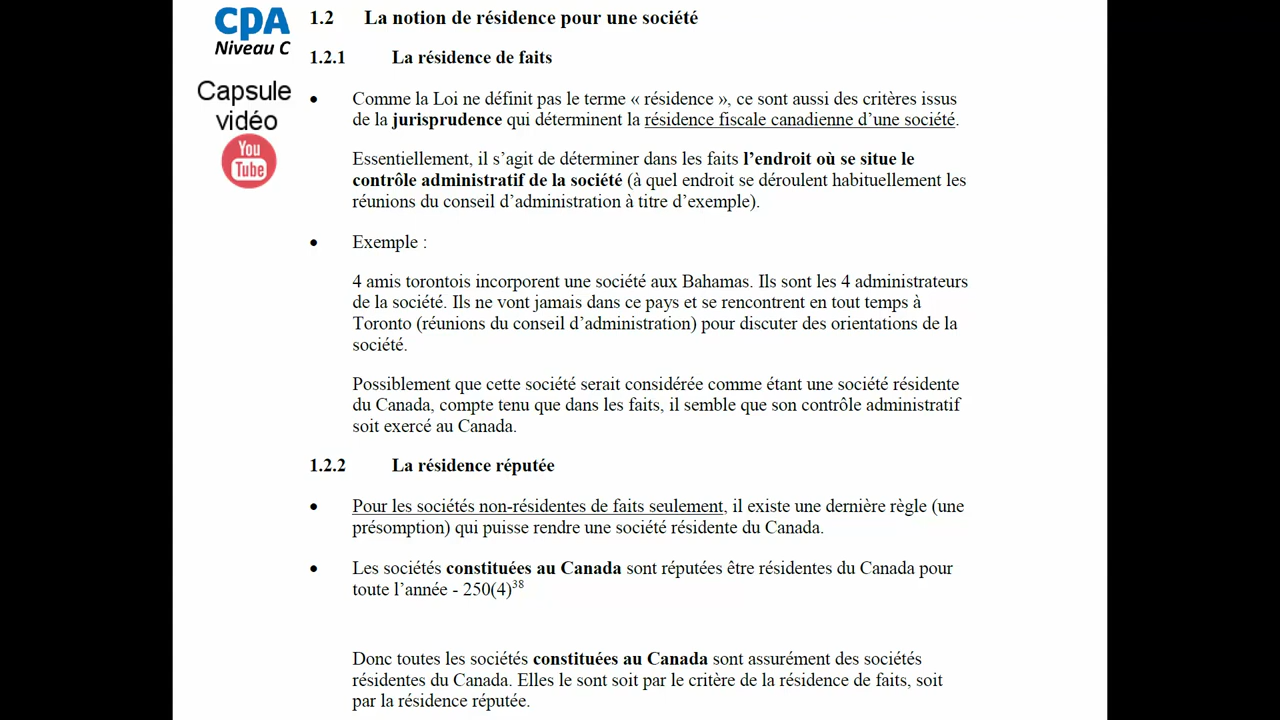 CPA
Niveau C
Capsule
vidéo
You
Tube
1.2 La notion de résidence pour une société
1.2.1 La résidence de faits
• Comme la Loi ne définit pas le terme « résidence », ce sont aussi des critères issus
de la jurisprudence qui déterminent la résidence fiscale canadienne d’une société.
Essentiellement, il s’agit de déterminer dans les faits l’endroit où se situe le
contrôle administratif de la société (à quel endroit se déroulent habituellement les
réunions du conseil d’administration à titre d’exemple).
• Exemple :
4 amis torontois incorporent une société aux Bahamas. Ils sont les 4 administrateurs
de la société. Ils ne vont jamais dans ce pays et se rencontrent en tout temps à
Toronto (réunions du conseil d’administration) pour discuter des orientations de la
société.
Possiblement que cette société serait considérée comme étant une société résidente
du Canada, compte tenu que dans les faits, il semble que son contrôle administratif
soit exercé au Canada.
1.2.2 La résidence réputée
• Pour les sociétés non-résidentes de faits seulement, il existe une dernière règle (une
présomption) qui puisse rendre une société résidente du Canada.
• Les sociétés constituées au Canada sont réputées être résidentes du Canada pour
toute l’année - 250(4)38
Donc toutes les sociétés constituées au Canada sont assurément des sociétés
résidentes du Canada. Elles le sont soit par le critère de la résidence de faits, soit
par la résidence réputée.